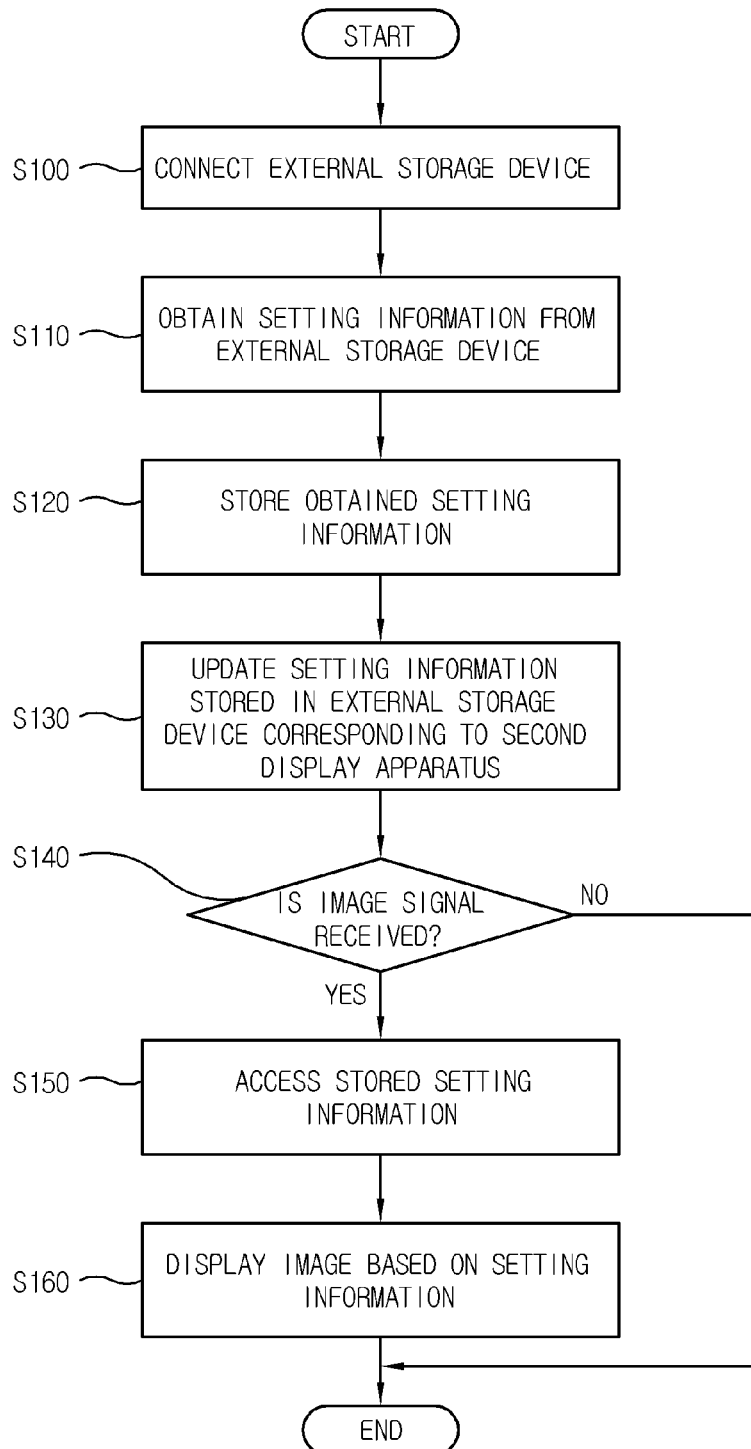 START
S100
CONNECT EXTERNAL STORAGE DEVICE
S110
OBTAIN SETTING INFORMATION FROM
EXTERNAL STORAGE DEVICE
S120
STORE OBTAINED SETTING
INFORMATION
S130
UPDATE SETTING INFORMATION
STORED IN EXTERNAL STORAGE
DEVICE CORRESPONDING TO SECOND
DISPLAY APPARATUS
S140
IS IMAGE SIGNAL
RECEIVED?
NO
YES
S150
ACCESS STORED SETTING
INFORMATION
S160
DISPLAY IMAGE BASED ON SETTING
INFORMATION
END